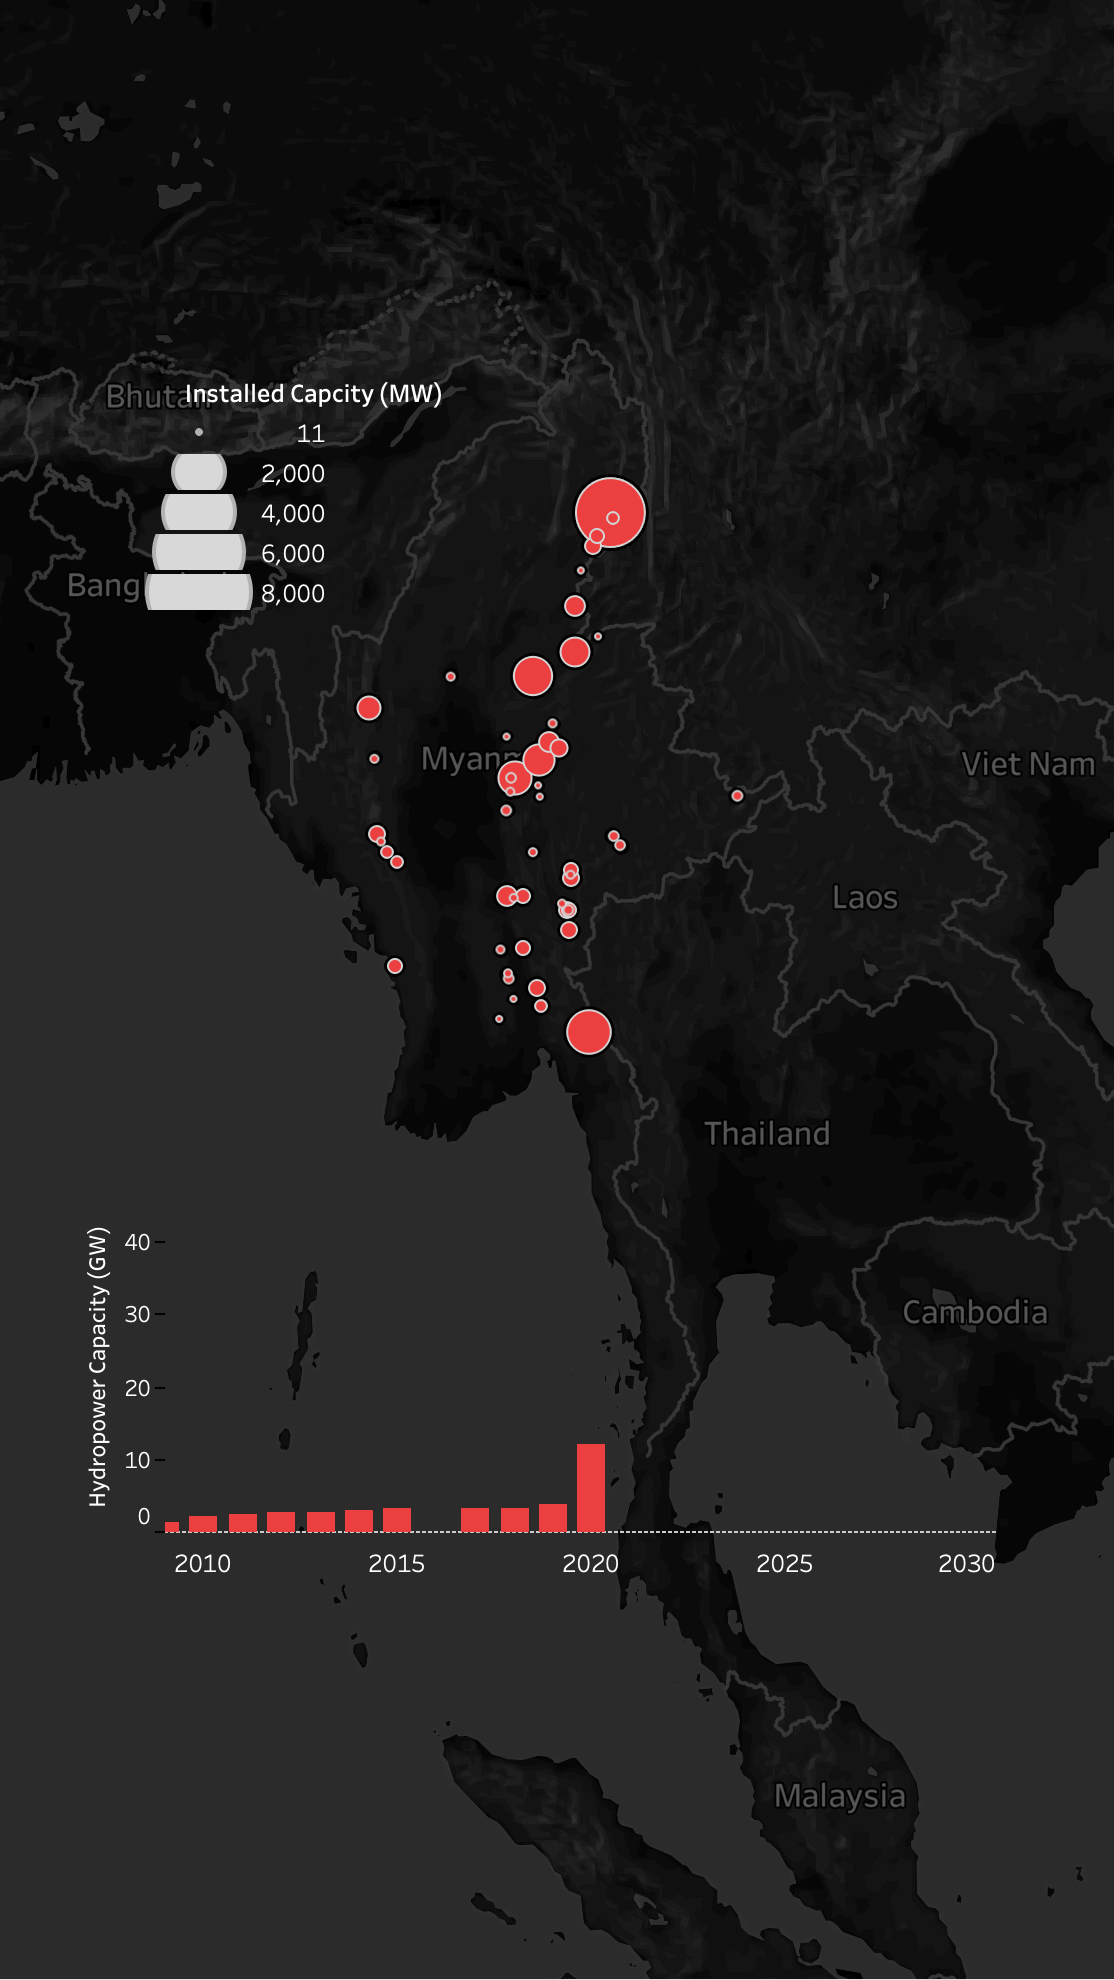 Bhutan
Installed Capcity (MW)
11
2,000
4,000
6,000
8,000
Bang
Myanm
Viet Nam
Laos
Thailand
Cambodia
Hydropower Capacity (GW)
40
30
20
10
0
2010 2015 2020 2025 2030
Malaysia